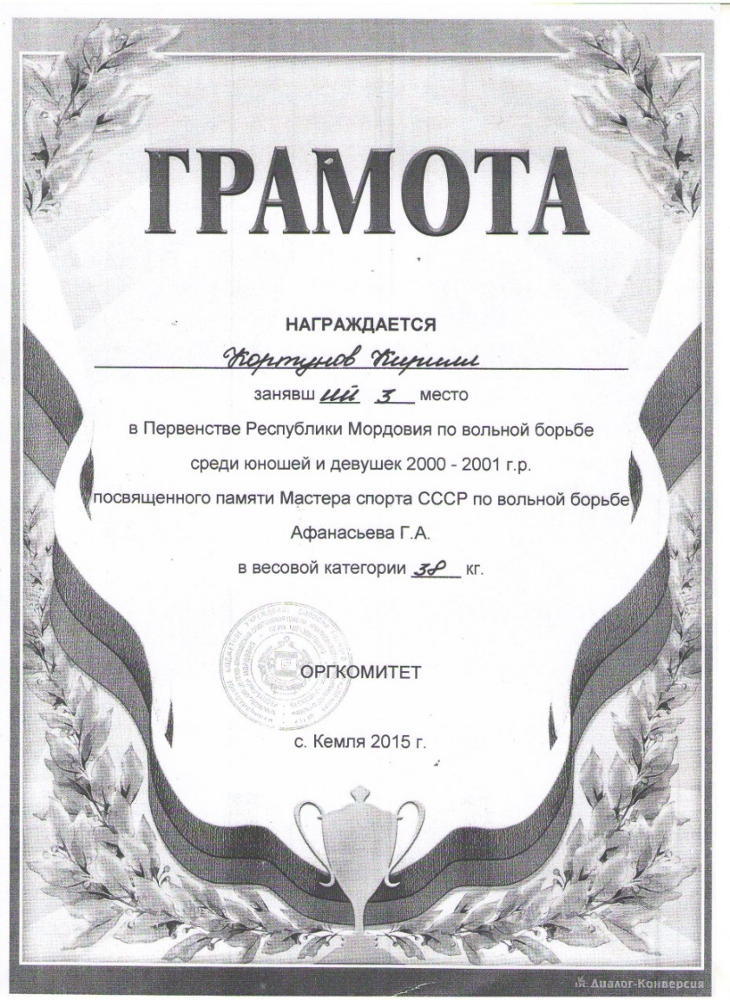 ГРАМОТА
НАГРАЖДАЕТСЯ
Кортунов Кирилл
занявш ий 3 место
в Первенстве Республики Мордовия по вольной борьбе
среди юношей и девушек 2000 - 2001 г.р.
посвященного памяти Мастера спорта СССР по вольной борьбе
Афанасьева Г.А.
в весовой категории 38 кг.
ОРГКОМИТЕТ
с. Кемля 2015 г.
Диалог-Конверсия